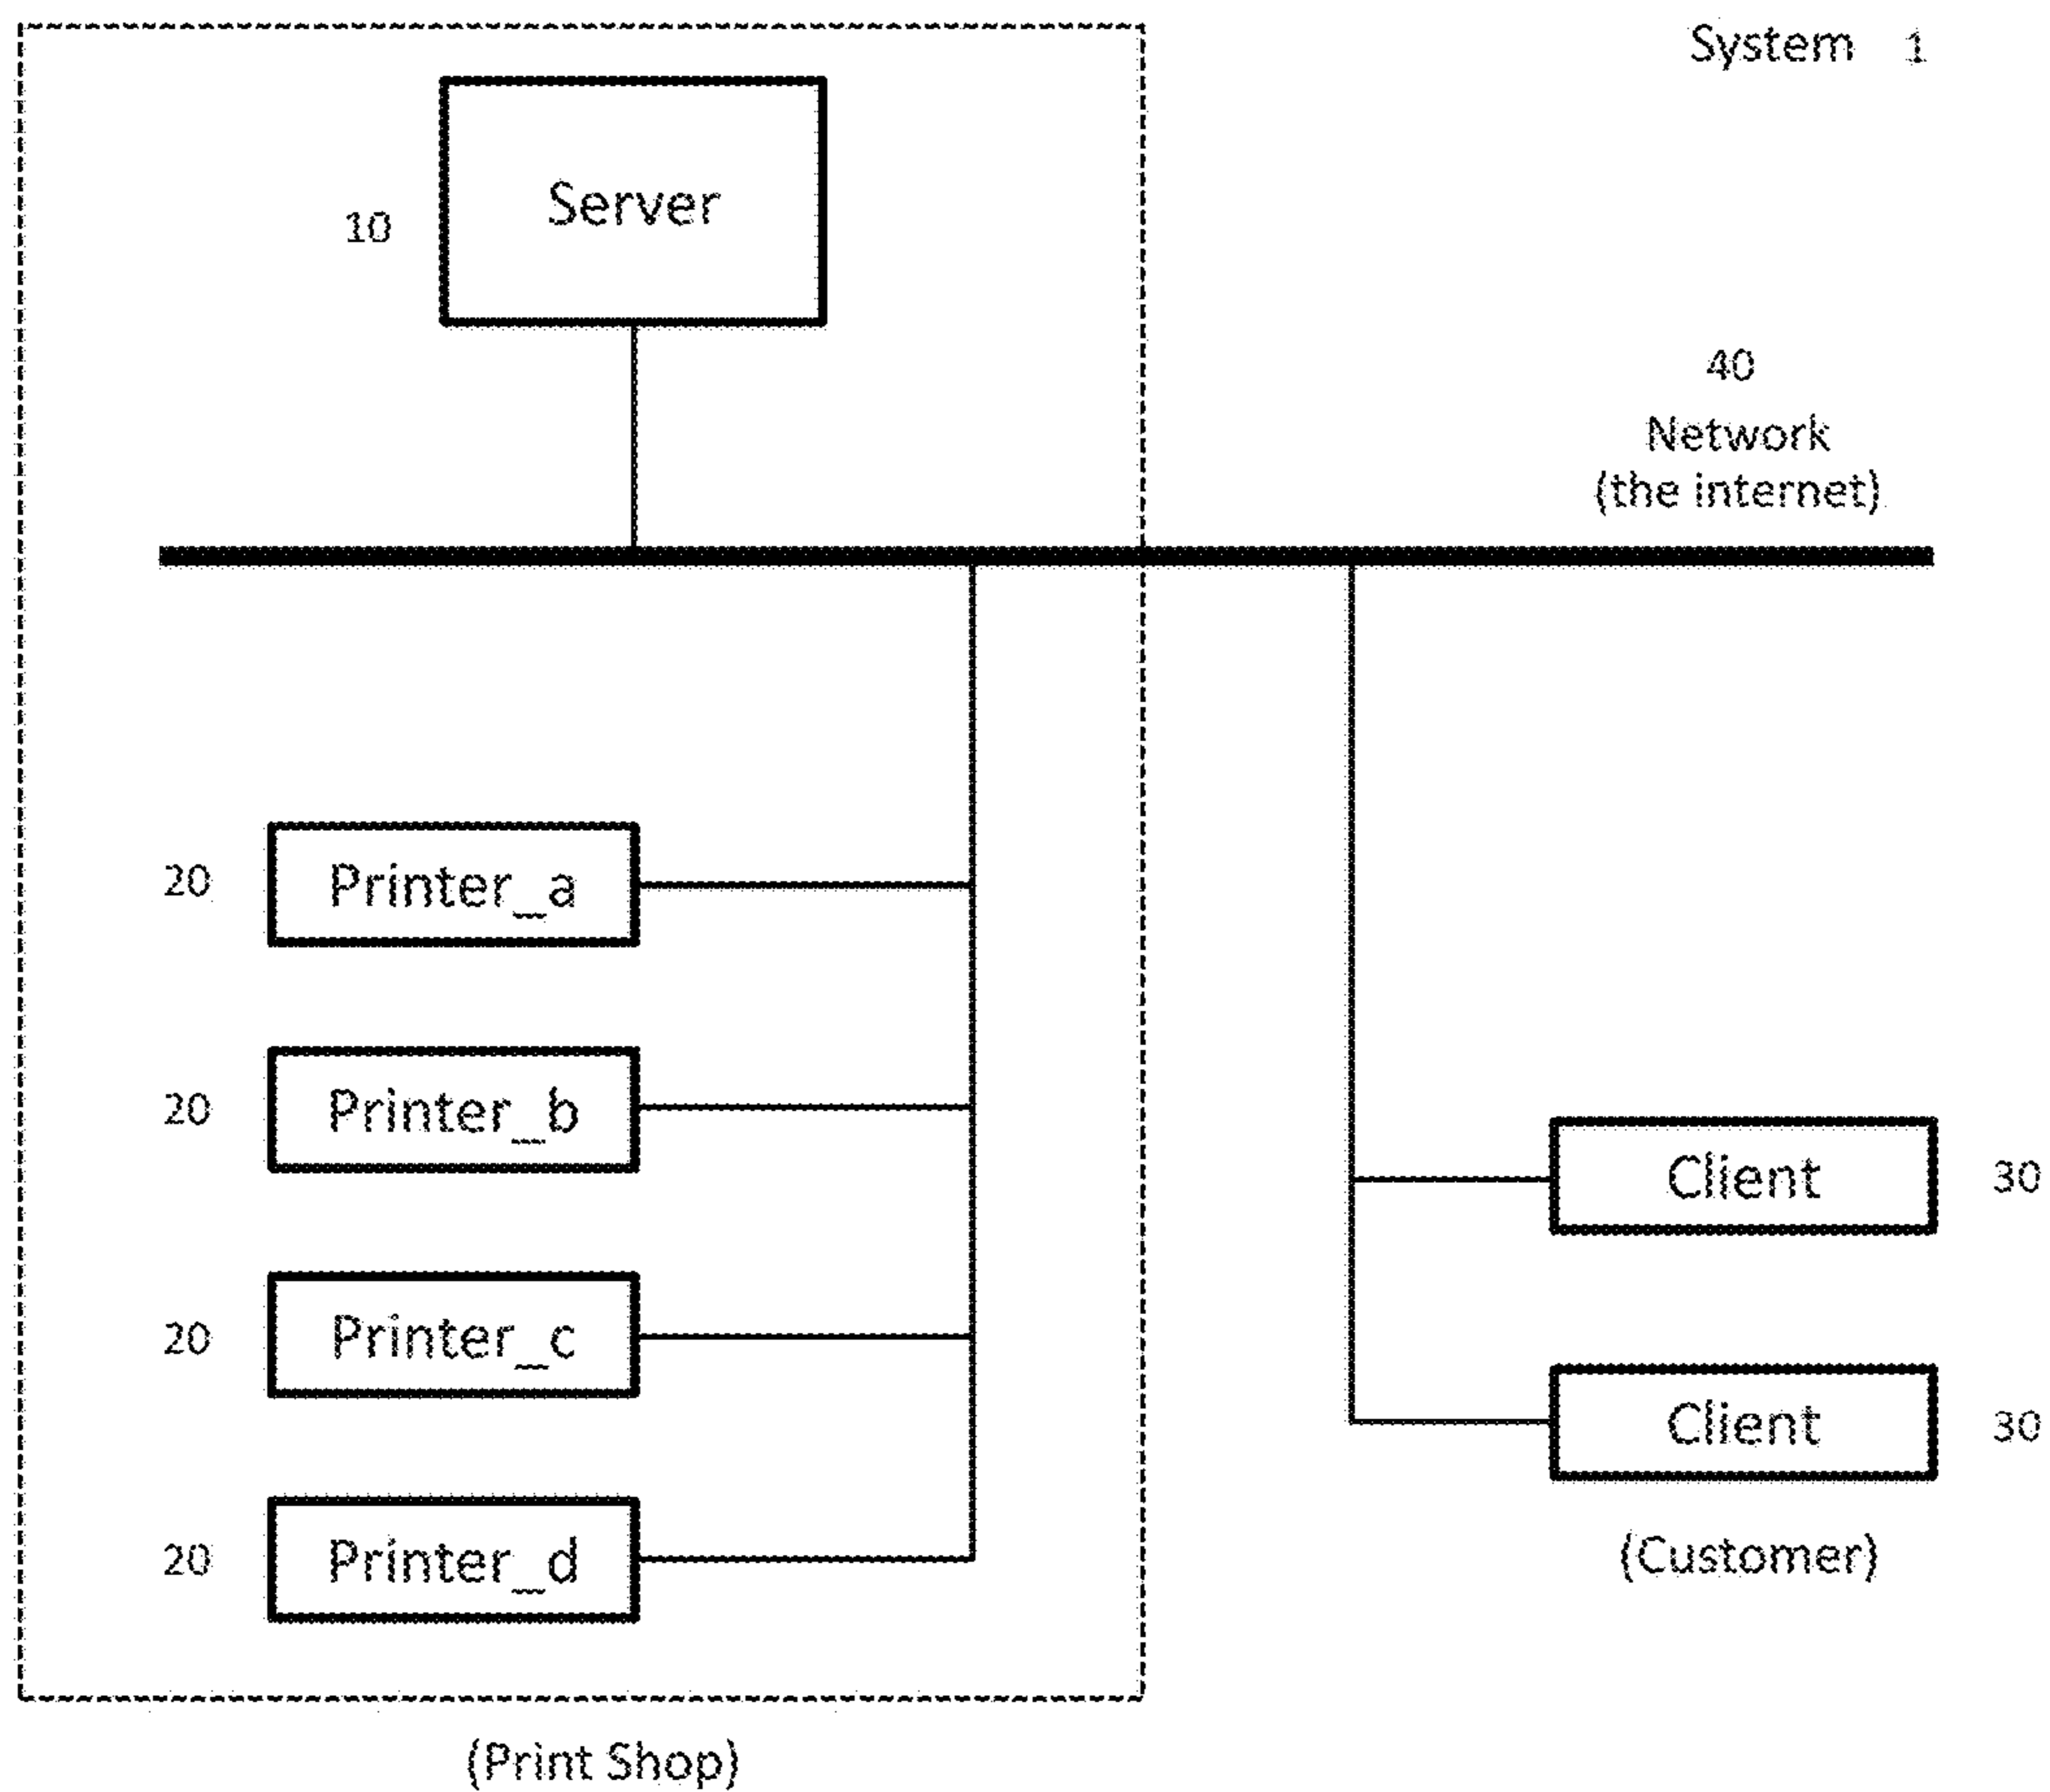 System 1
Server
10
40
Network
(the internet)
20
Printer_a
20
Printer_b
Client
30
20
Printer_c
Client
30
20
Printer_d
(Customer)
(Print Shop)